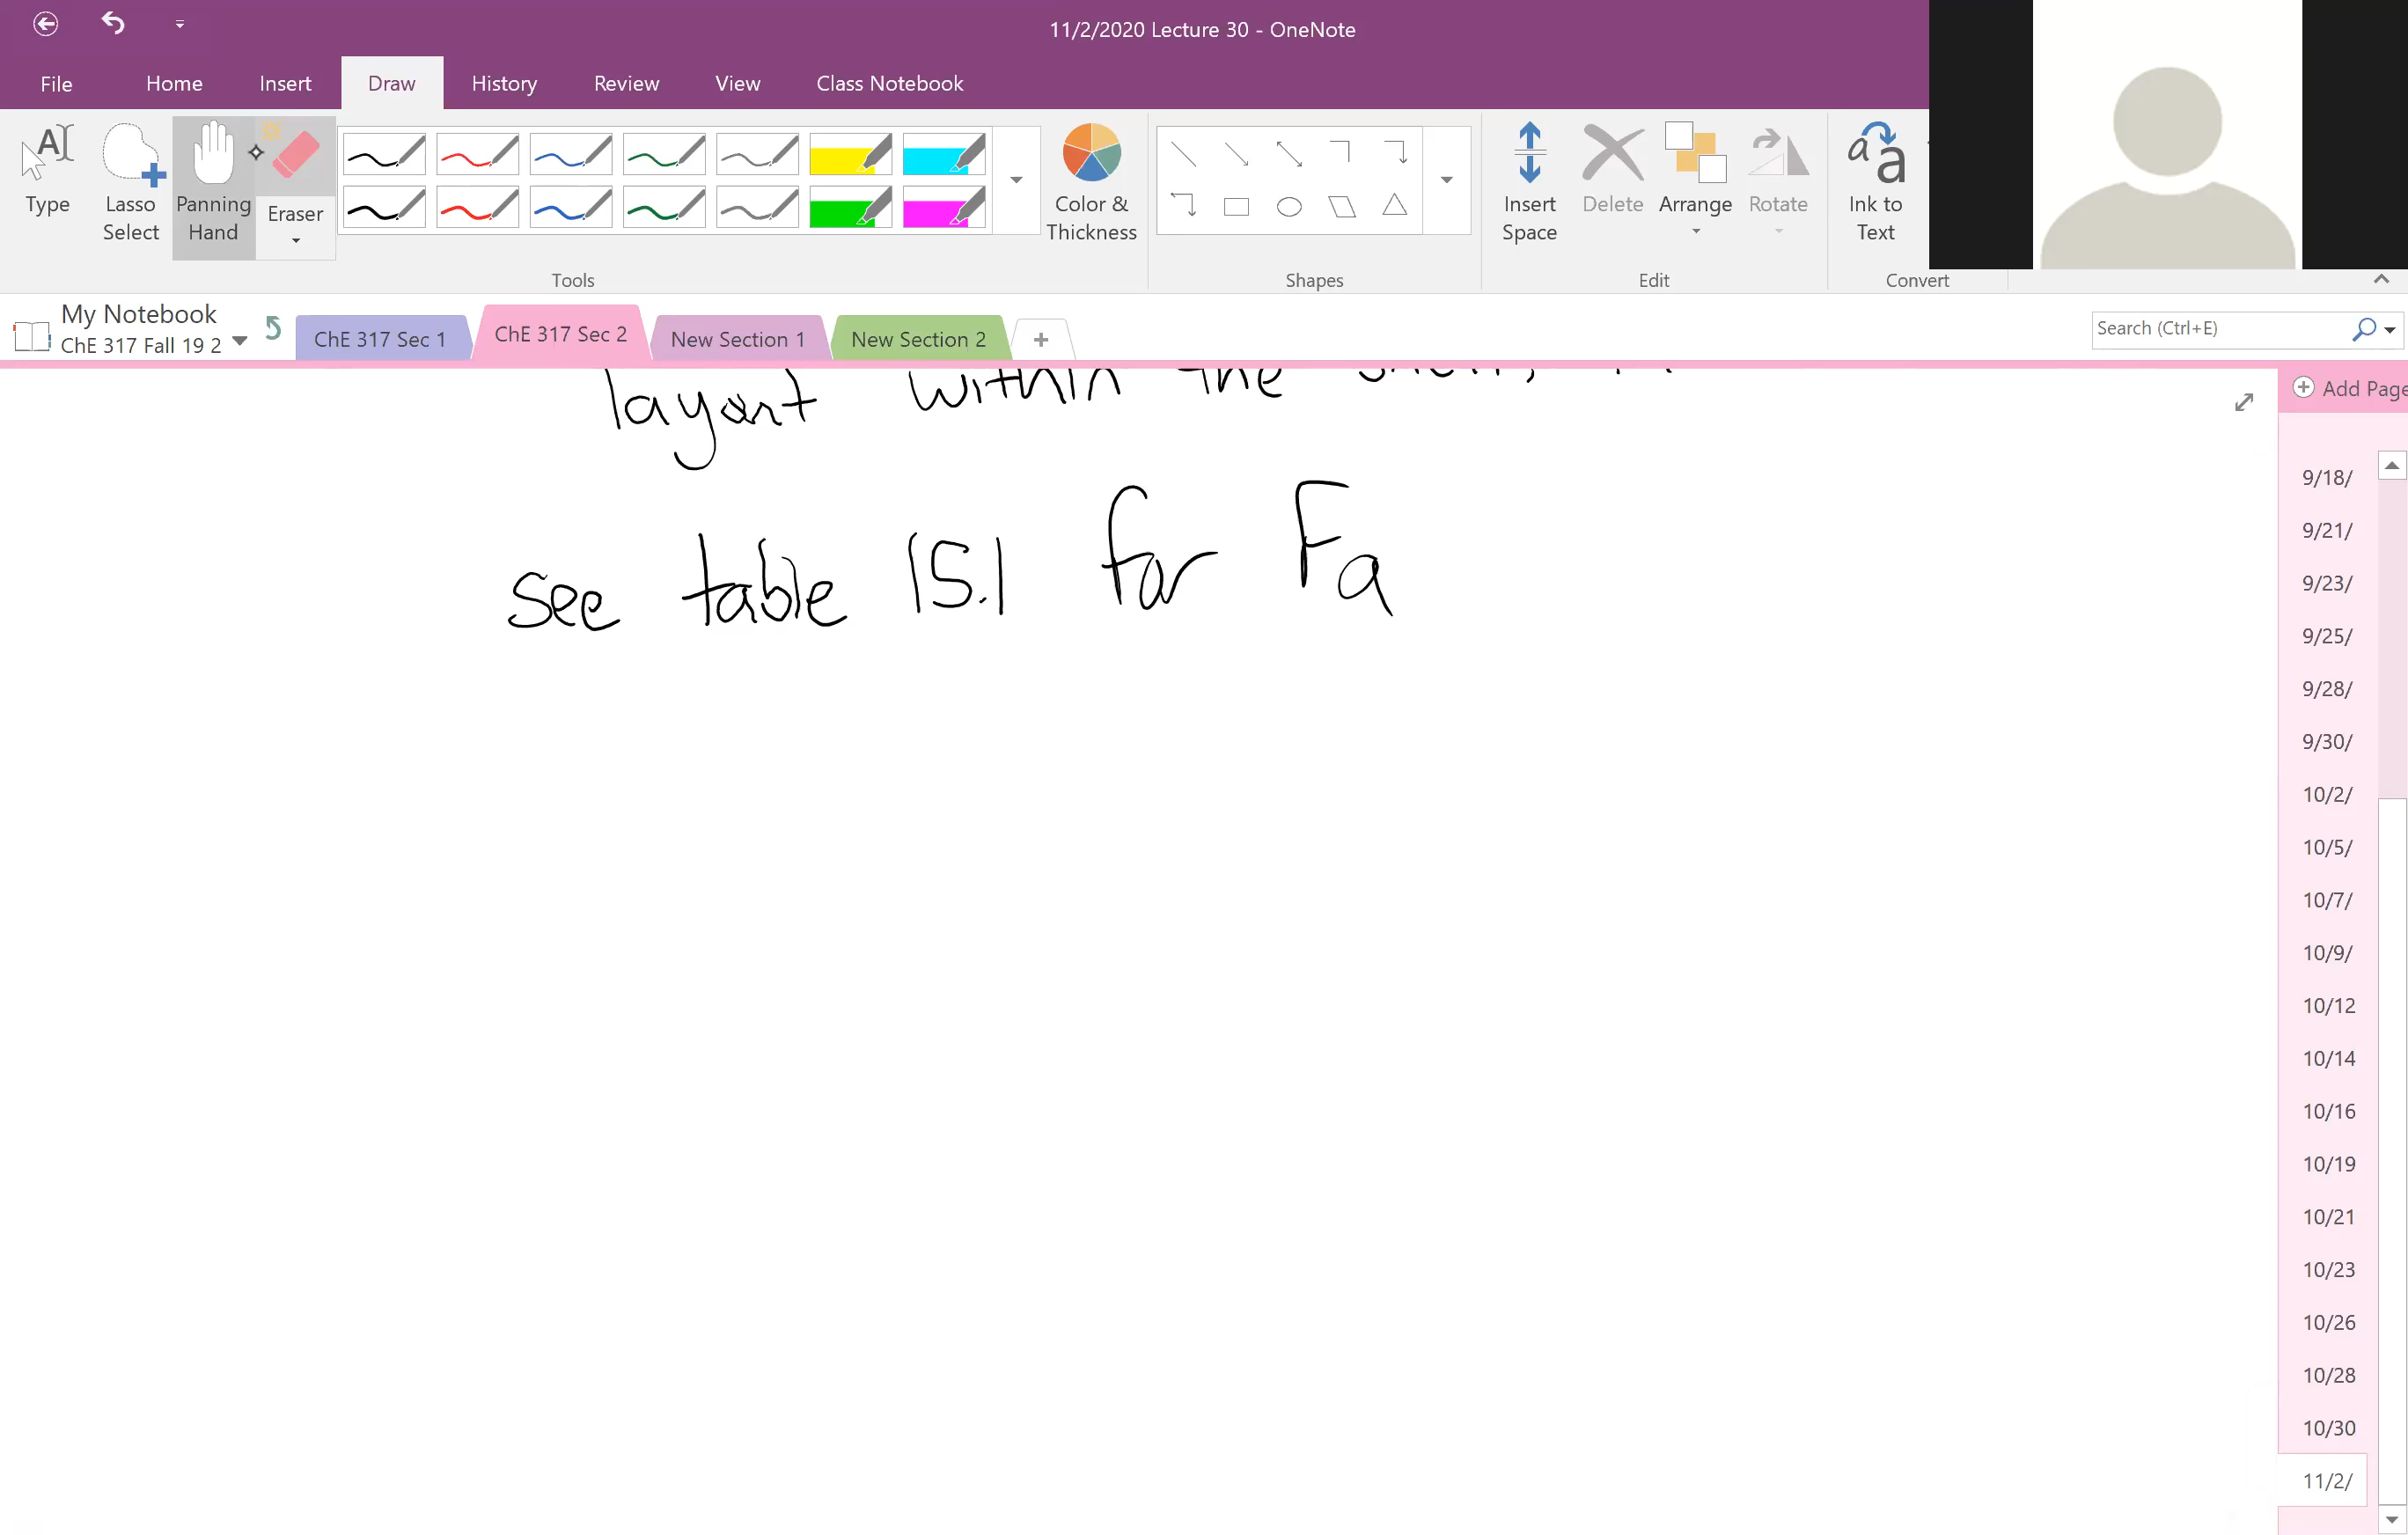 11/2/2020 Lecture 30 - OneNote
File Home Insert Draw History Review View Class Notebook
Type Lasso Select Panning Hand Eraser Color & Thickness Insert Space Delete Arrange Rotate Ink to Text
Tools Shapes Edit Convert
My Notebook
ChE 317 Fall 19 2
ChE 317 Sec 1 ChE 317 Sec 2 New Section 1 New Section 2 +
Search (Ctrl+E)
Add Page
layout within the shell,
see table 15.1 for Fa
9/18/
9/21/
9/23/
9/25/
9/28/
9/30/
10/2/
10/5/
10/7/
10/9/
10/12
10/14
10/16
10/19
10/21
10/23
10/26
10/28
10/30
11/2/